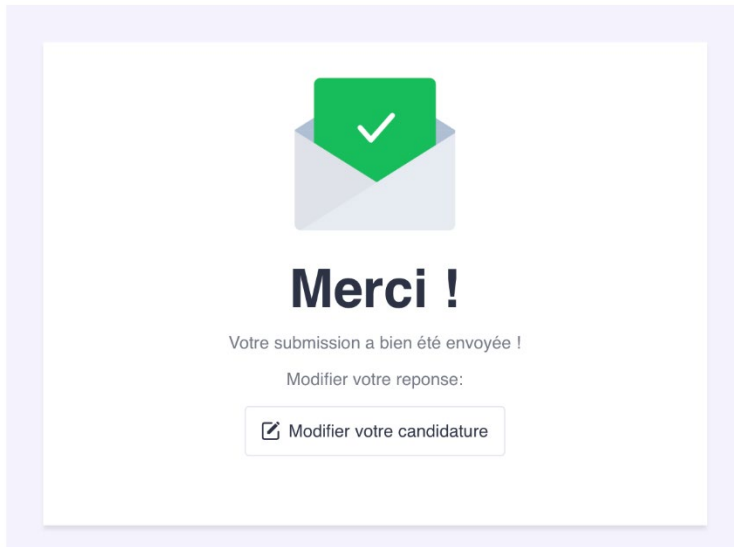 Merci !
Votre submission a bien été envoyée !
Modifier votre reponse:
Modifier votre candidature